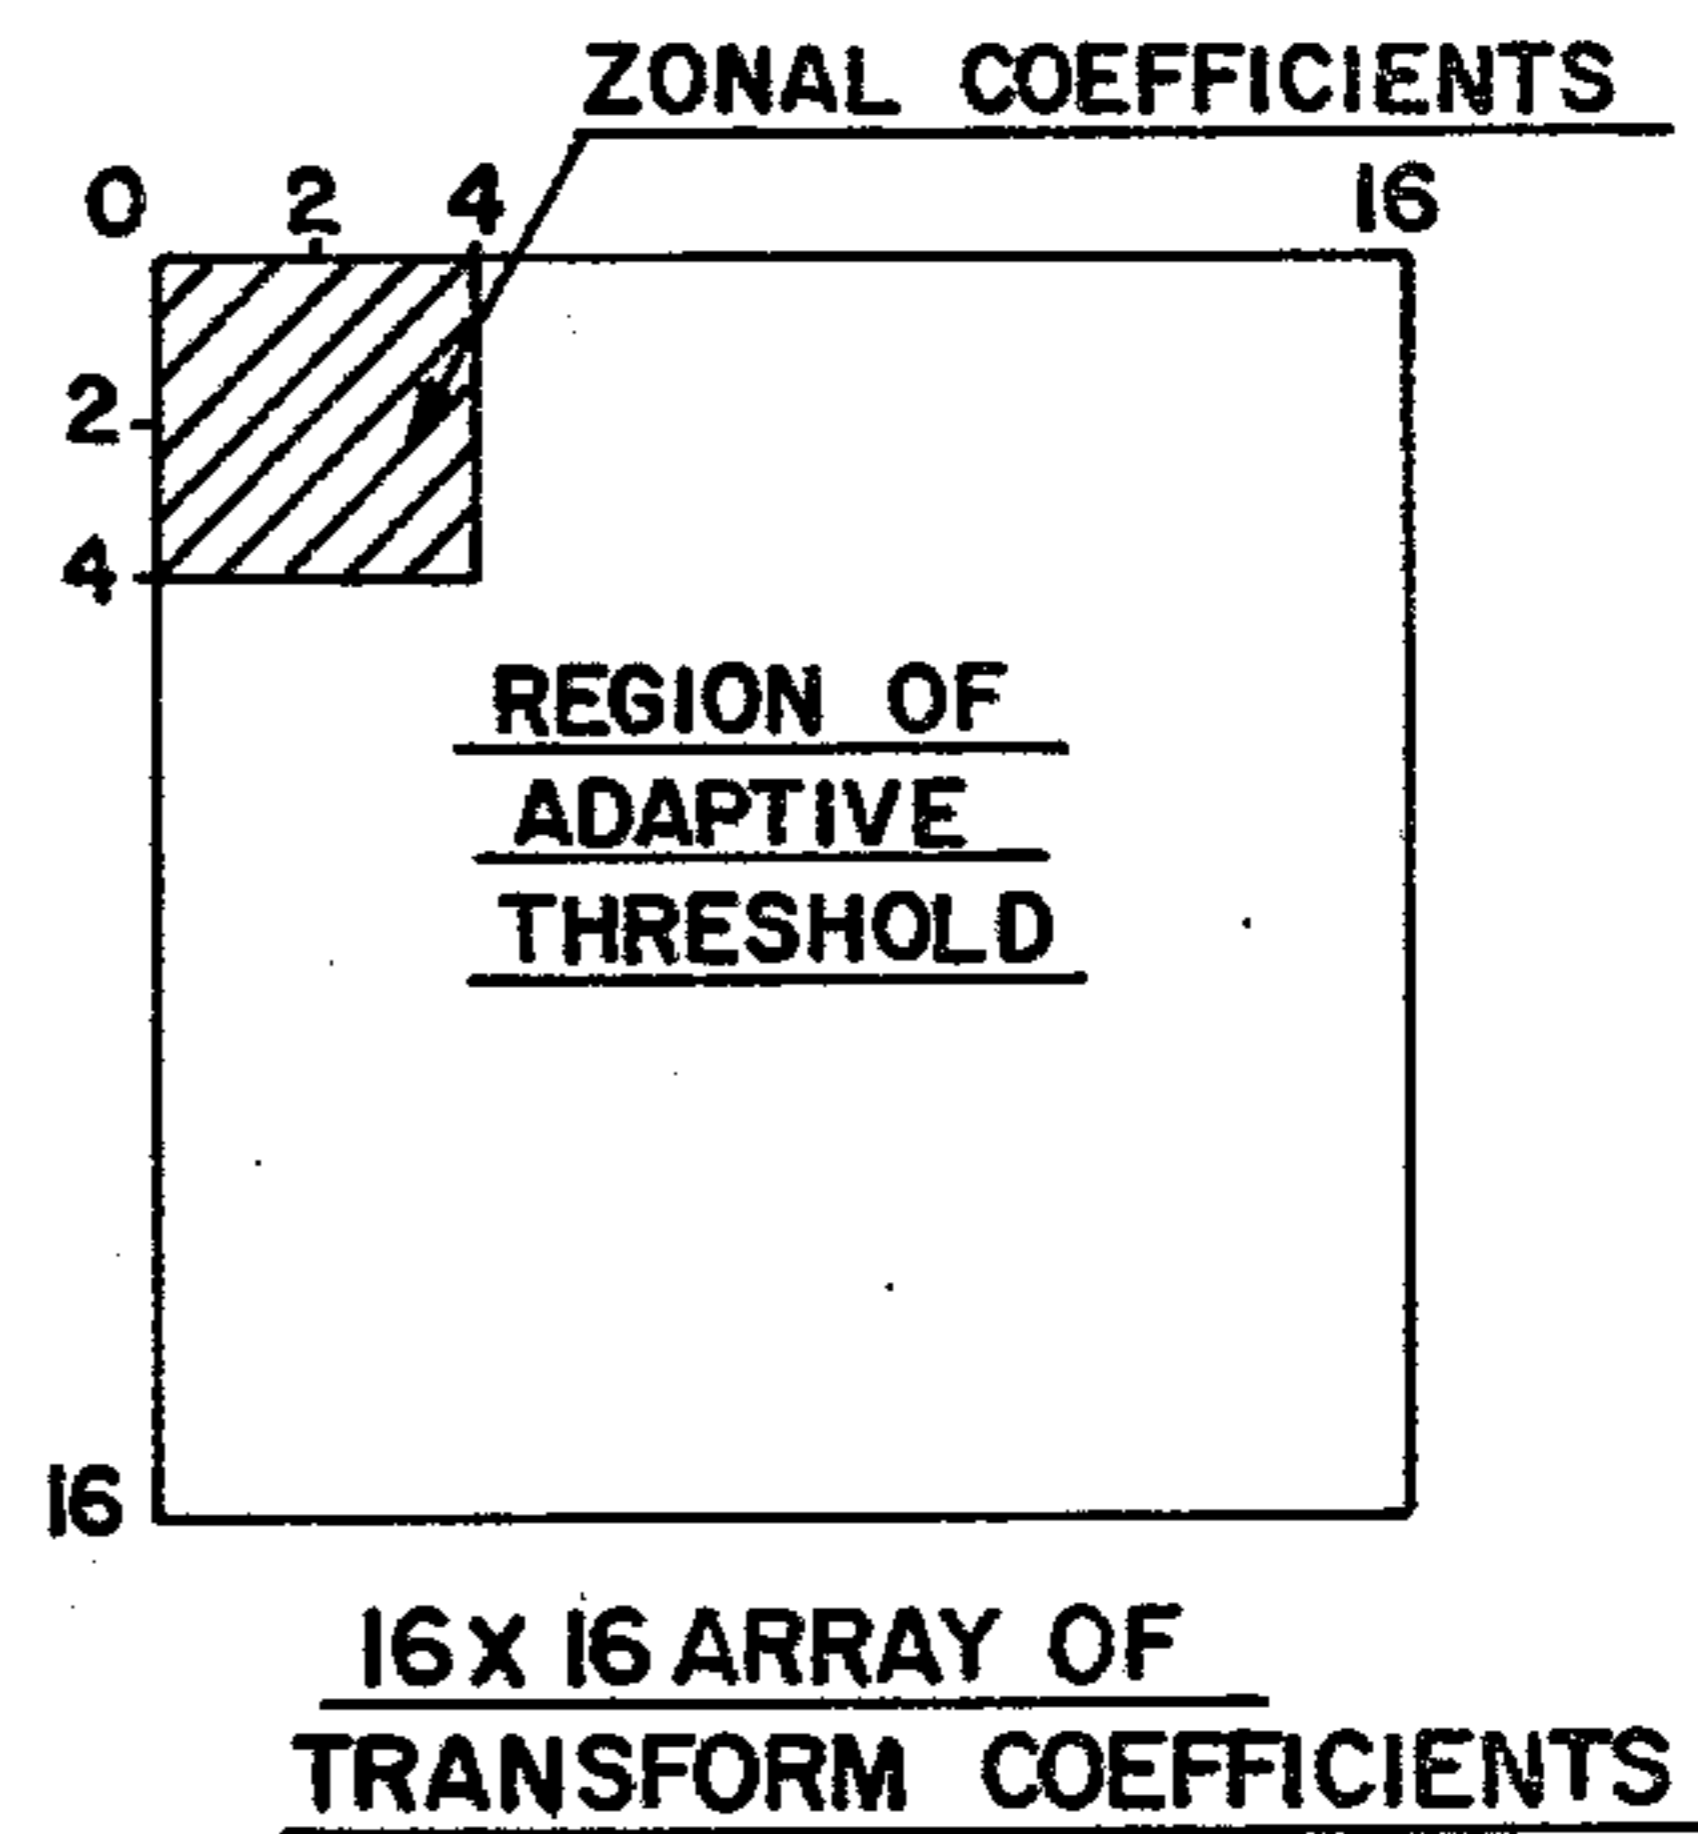 ZONAL COEFFICIENTS
0 2 4 16
2
4
REGION OF
ADAPTIVE
THRESHOLD
16
16 X 16 ARRAY OF
TRANSFORM COEFFICIENTS